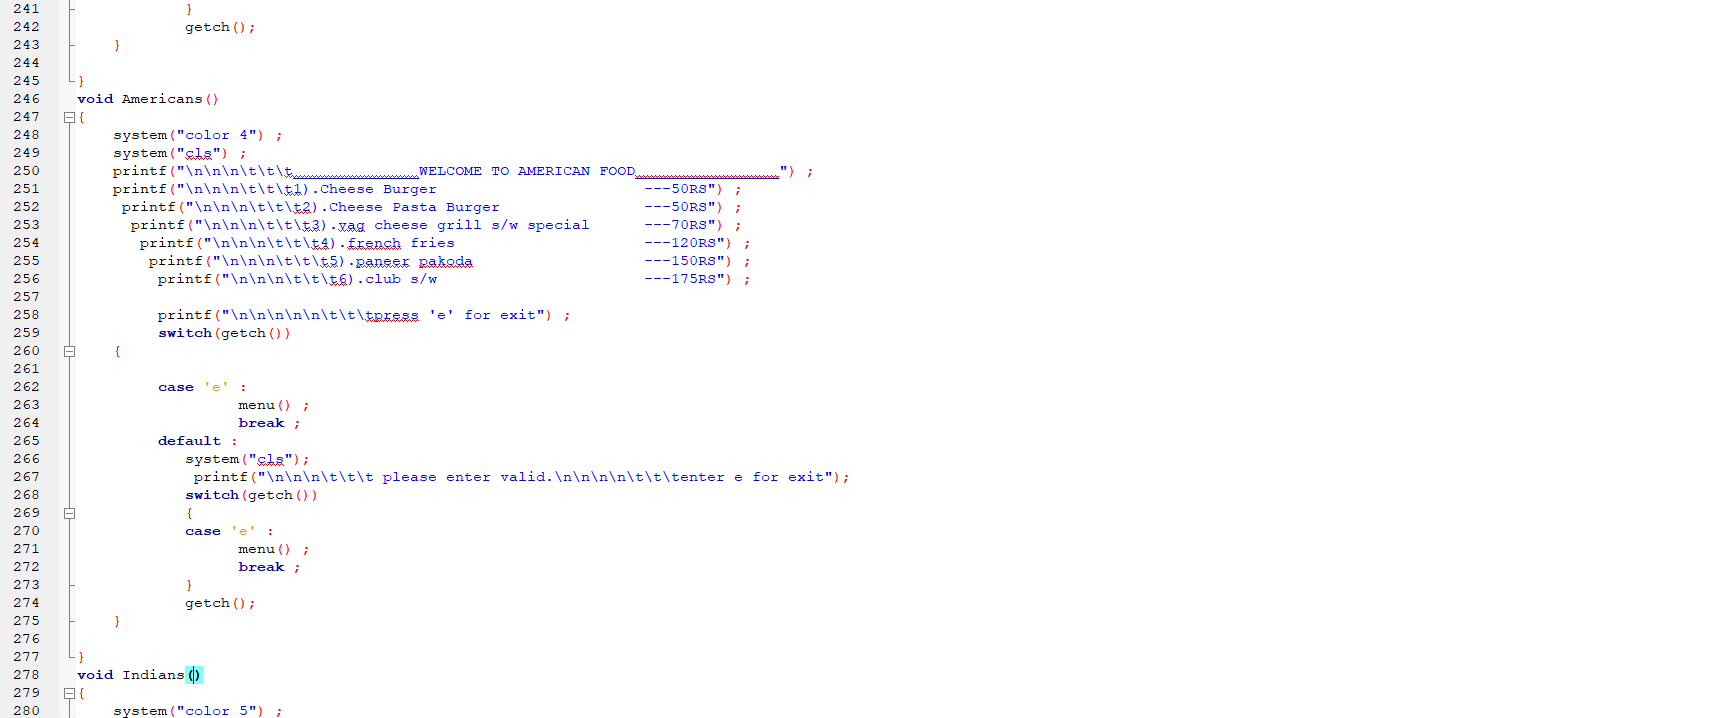 241 }
242 getch();
243 }
244
245 }
246 void Americans()
247 {
248 system("color 4") ;
249 system("cls") ;
250 printf("\n\n\n\t\t\t______________WELCOME TO AMERICAN FOOD________________") ;
251 printf("\n\n\n\t\t\t1).Cheese Burger ---50RS") ;
252 printf("\n\n\n\t\t\t2).Cheese Pasta Burger ---50RS") ;
253 printf("\n\n\n\t\t\t3).vag cheese grill s/w special ---70RS") ;
254 printf("\n\n\n\t\t\t4).french fries ---120RS") ;
255 printf("\n\n\n\t\t\t5).paneer pakoda ---150RS") ;
256 printf("\n\n\n\t\t\t6).club s/w ---175RS") ;
257
258 printf("\n\n\n\n\n\t\t\tpress 'e' for exit") ;
259 switch(getch())
260 {
261
262 case 'e' :
263 menu() ;
264 break ;
265 default :
266 system("cls");
267 printf("\n\n\n\t\t\t please enter valid.\n\n\n\n\t\t\tenter e for exit");
268 switch(getch())
269 {
270 case 'e' :
271 menu() ;
272 break ;
273 }
274 getch();
275 }
276
277 }
278 void Indians()
279 {
280 system("color 5") ;